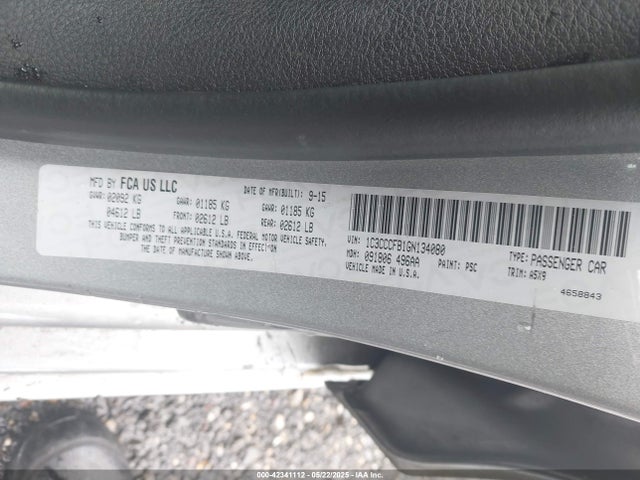 MFD BY FCA US LLC DATE OF MFR(BUILT): 9-15
GVWR: 02092 KG GAWR: 01185 KG GAWR: 01185 KG
04612 LB FRONT: 02612 LB REAR: 02612 LB
THIS VEHICLE CONFORMS TO ALL APPLICABLE U.S.A. FEDERAL MOTOR VEHICLE SAFETY,
BUMPER AND THEFT PREVENTION STANDARDS IN EFFECT ON THE DATE OF
MANUFACTURE SHOWN ABOVE.
VIN: 1C3CCCFB1GN134080 TYPE: PASSENGER CAR
MDH: 091806 496AA PAINT: PSC TRIM: A5X9
VEHICLE MADE IN U.S.A.
4658843
000-42341112 - 05/22/2025 - IAA Inc.